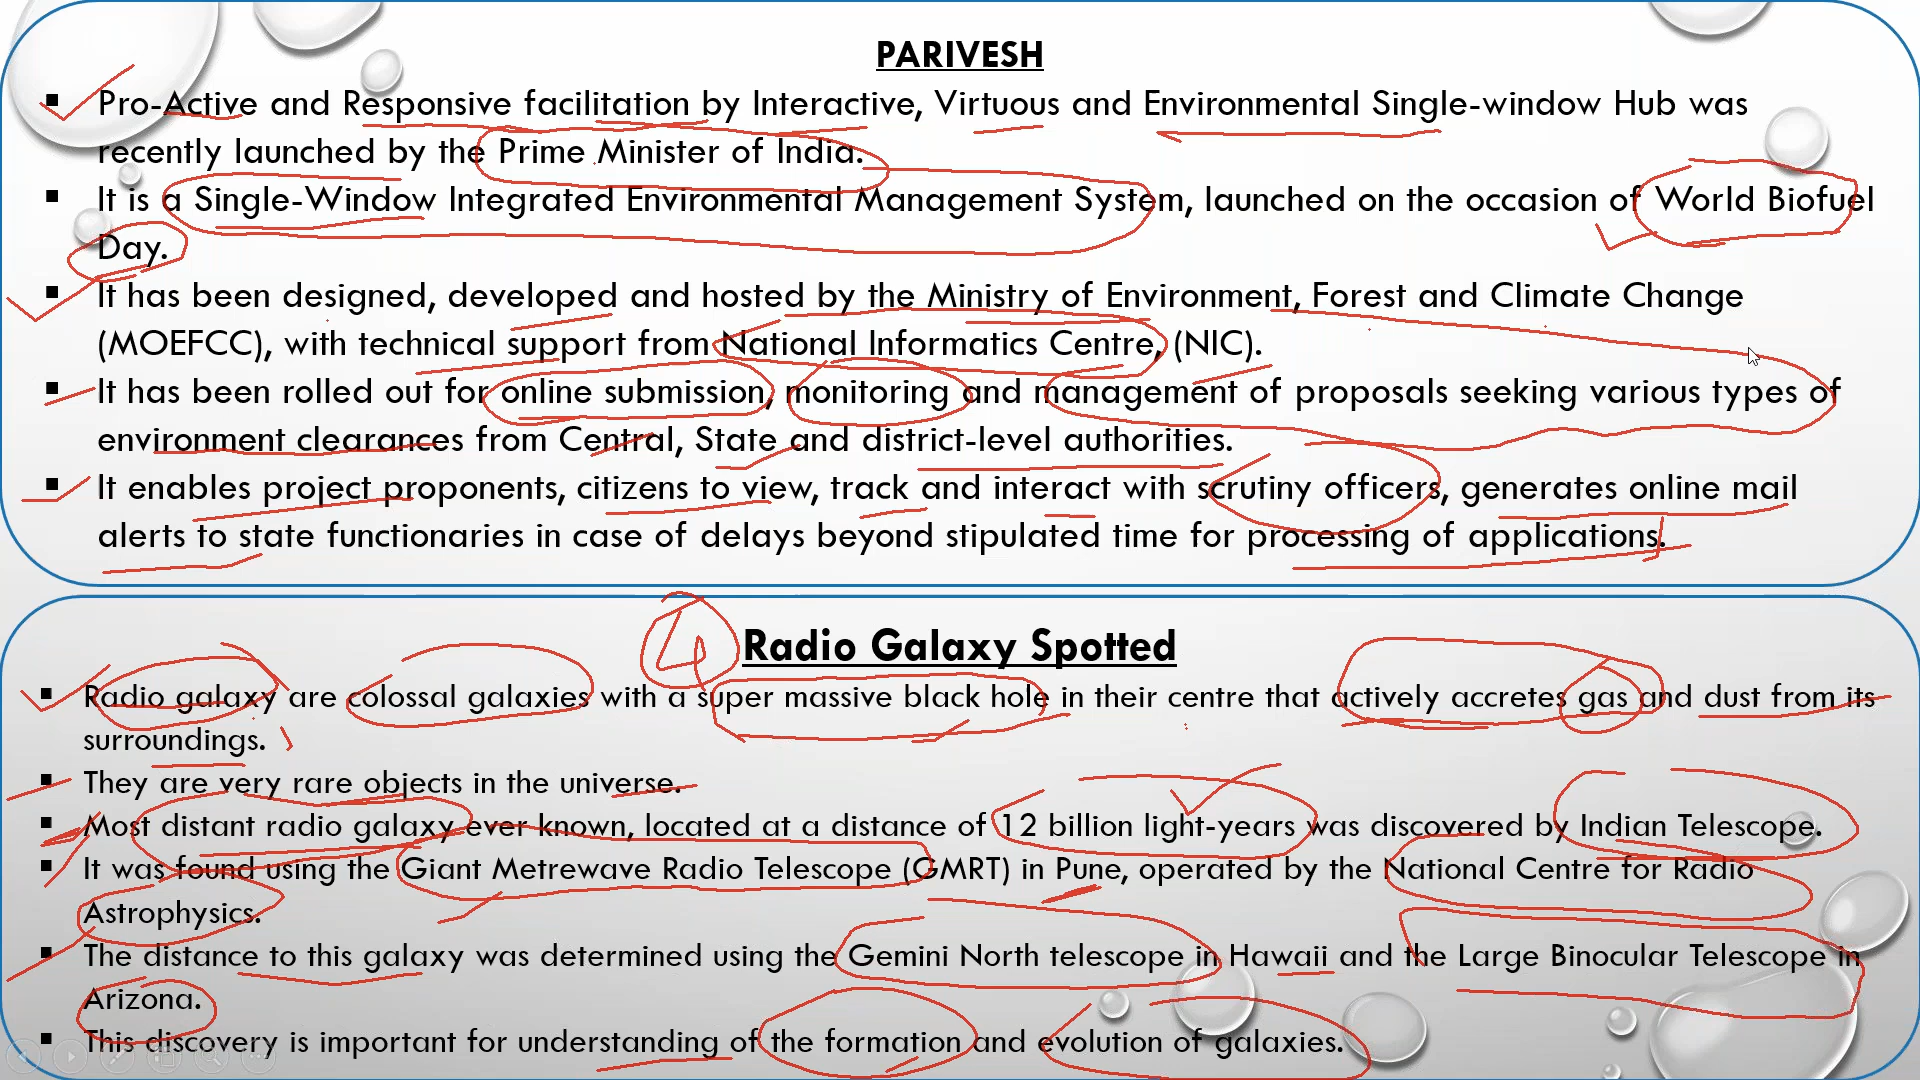 PARIVESH
▪ Pro-Active and Responsive facilitation by Interactive, Virtuous and Environmental Single-window Hub was
recently launched by the Prime Minister of India.
▪ It is a Single-Window Integrated Environmental Management System, launched on the occasion of World Biofuel
Day.
▪ It has been designed, developed and hosted by the Ministry of Environment, Forest and Climate Change
(MOEFCC), with technical support from National Informatics Centre, (NIC).
▪ It has been rolled out for online submission, monitoring and management of proposals seeking various types of
environment clearances from Central, State and district-level authorities.
▪ It enables project proponents, citizens to view, track and interact with scrutiny officers, generates online mail
alerts to state functionaries in case of delays beyond stipulated time for processing of applications.
4 Radio Galaxy Spotted
▪ Radio galaxy are colossal galaxies with a super massive black hole in their centre that actively accretes gas and dust from its
surroundings.
▪ They are very rare objects in the universe.
▪ Most distant radio galaxy ever known, located at a distance of 12 billion light-years was discovered by Indian Telescope.
▪ It was found using the Giant Metrewave Radio Telescope (GMRT) in Pune, operated by the National Centre for Radio
Astrophysics.
▪ The distance to this galaxy was determined using the Gemini North telescope in Hawaii and the Large Binocular Telescope in
Arizona.
▪ This discovery is important for understanding of the formation and evolution of galaxies.